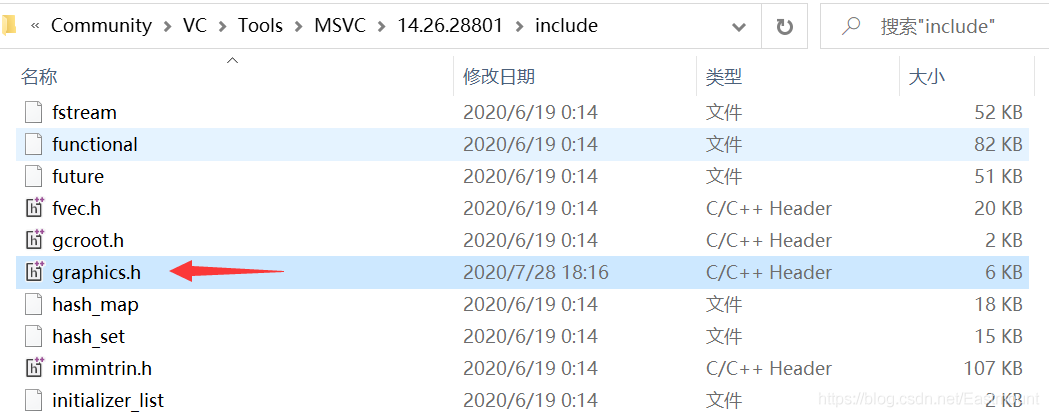 « Community > VC > Tools > MSVC > 14.26.28801 > include 搜索"include"
名称 修改日期 类型 大小
fstream 2020/6/19 0:14 文件 52 KB
functional 2020/6/19 0:14 文件 82 KB
future 2020/6/19 0:14 文件 51 KB
fvec.h 2020/6/19 0:14 C/C++ Header 20 KB
gcroot.h 2020/6/19 0:14 C/C++ Header 2 KB
graphics.h 2020/7/28 18:16 C/C++ Header 6 KB
hash_map 2020/6/19 0:14 文件 18 KB
hash_set 2020/6/19 0:14 文件 15 KB
immintrin.h 2020/6/19 0:14 C/C++ Header 107 KB
initializer_list 2020/6/19 0:14 文件 2 KB